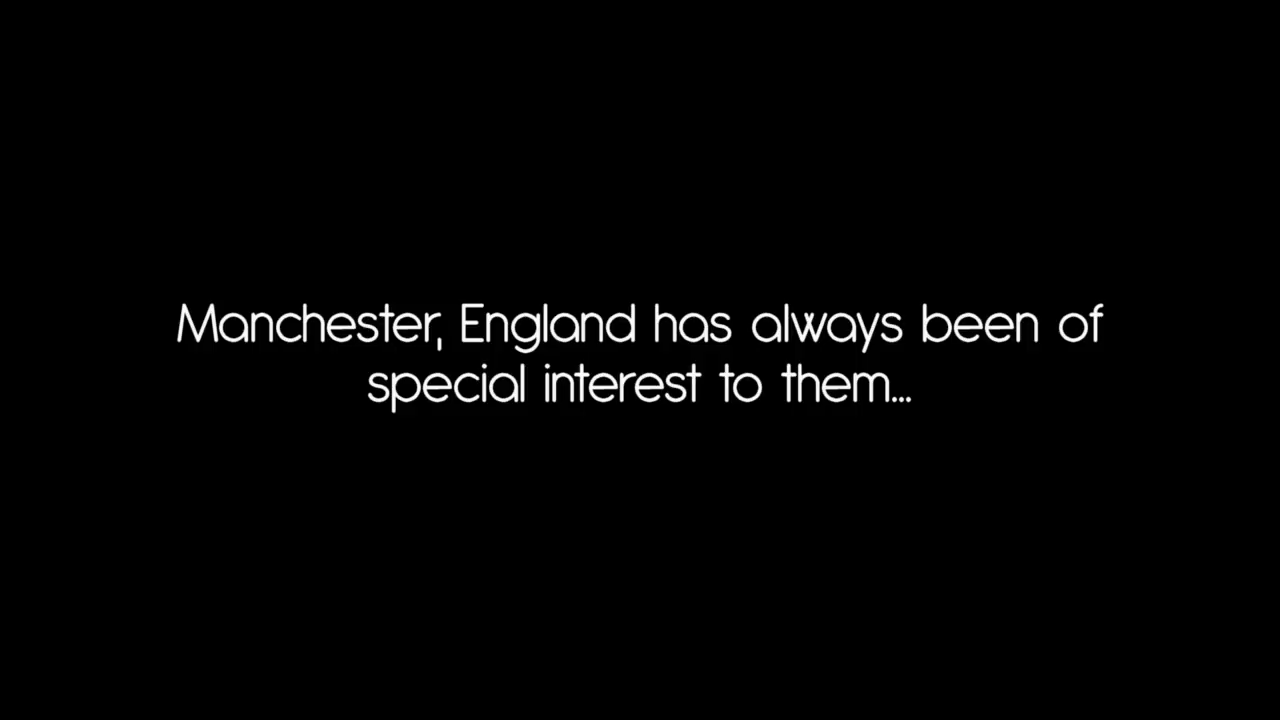 Manchester, England has always been of
special interest to them...